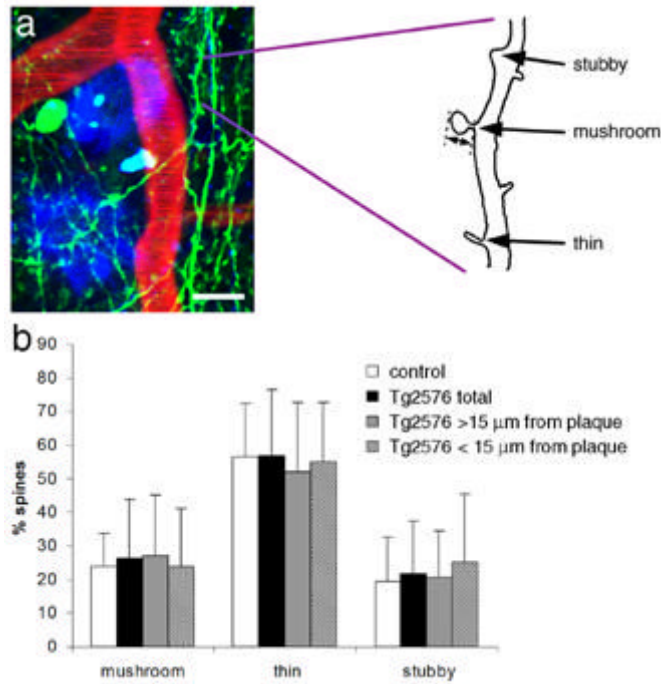 a
stubby
mushroom
thin
b
90
80
70
60
50
40
30
20
10
0
% spines
control
Tg2576 total
Tg2576 >15 μm from plaque
Tg2576 < 15 μm from plaque
mushroom thin stubby